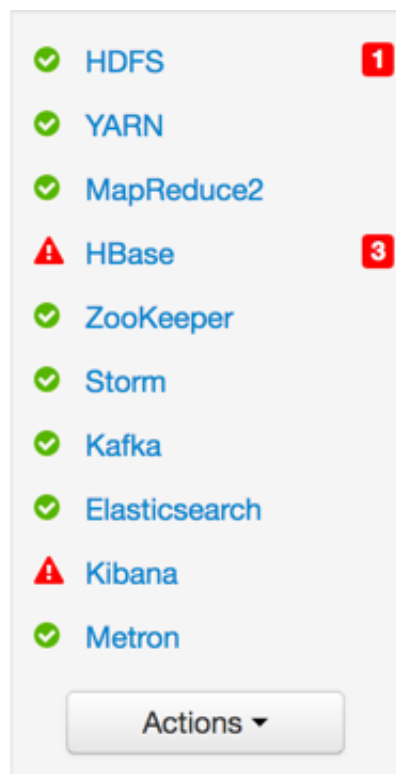 HDFS 1
YARN
MapReduce2
HBase 3
ZooKeeper
Storm
Kafka
Elasticsearch
Kibana
Metron
Actions